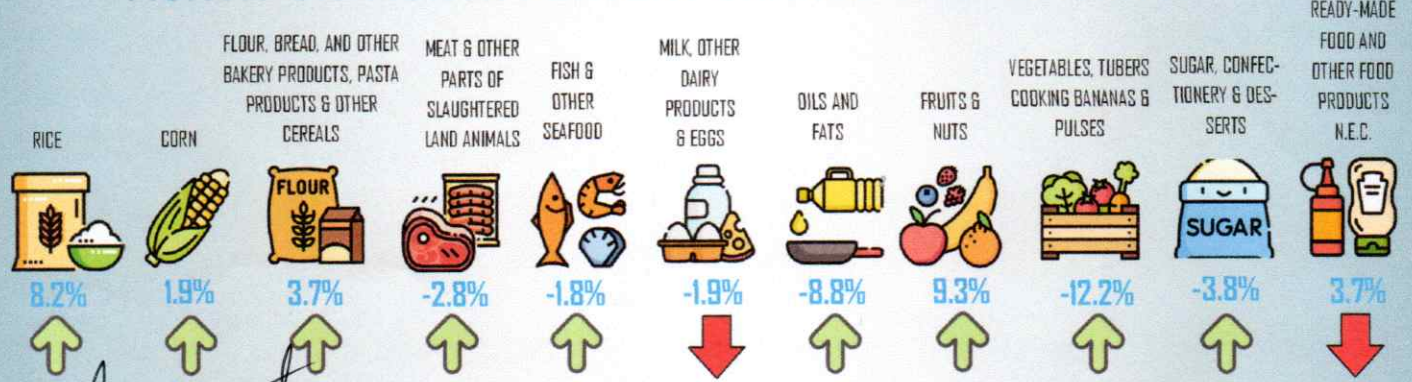 RICE
8.2%
CORN
1.9%
FLOUR, BREAD, AND OTHER
BAKERY PRODUCTS, PASTA
PRODUCTS & OTHER
CEREALS
FLOUR
3.7%
MEAT & OTHER
PARTS OF
SLAUGHTERED
LAND ANIMALS
-2.8%
FISH &
OTHER
SEAFOOD
-1.8%
MILK, OTHER
DAIRY
PRODUCTS
& EGGS
-1.9%
OILS AND
FATS
-8.8%
FRUITS &
NUTS
9.3%
VEGETABLES, TUBERS
COOKING BANANAS &
PULSES
-12.2%
SUGAR, CONFEC-
TIONERY & DES-
SERTS
SUGAR
-3.8%
READY-MADE
FOOD AND
OTHER FOOD
PRODUCTS
N.E.C.
3.7%